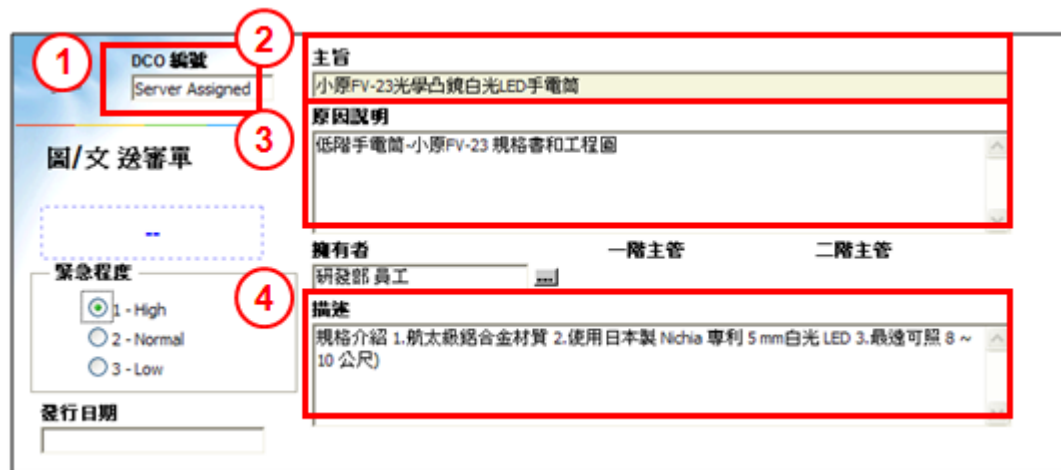 1
DCO 編號
Server Assigned
2
主旨
小原FV-23光學凸鏡白光LED手電筒
3
原因說明
低階手電筒-小原FV-23 規格書和工程圖
圖/文 送審單
--
擁有者
一階主管
二階主管
研發部 員工
...
緊急程度
1 - High
2 - Normal
3 - Low
4
描述
規格介紹 1.航太級鋁合金材質 2.使用日本製 Nichia 專利 5 mm白光 LED 3.最遠可照 8 ~
10 公尺)
發行日期